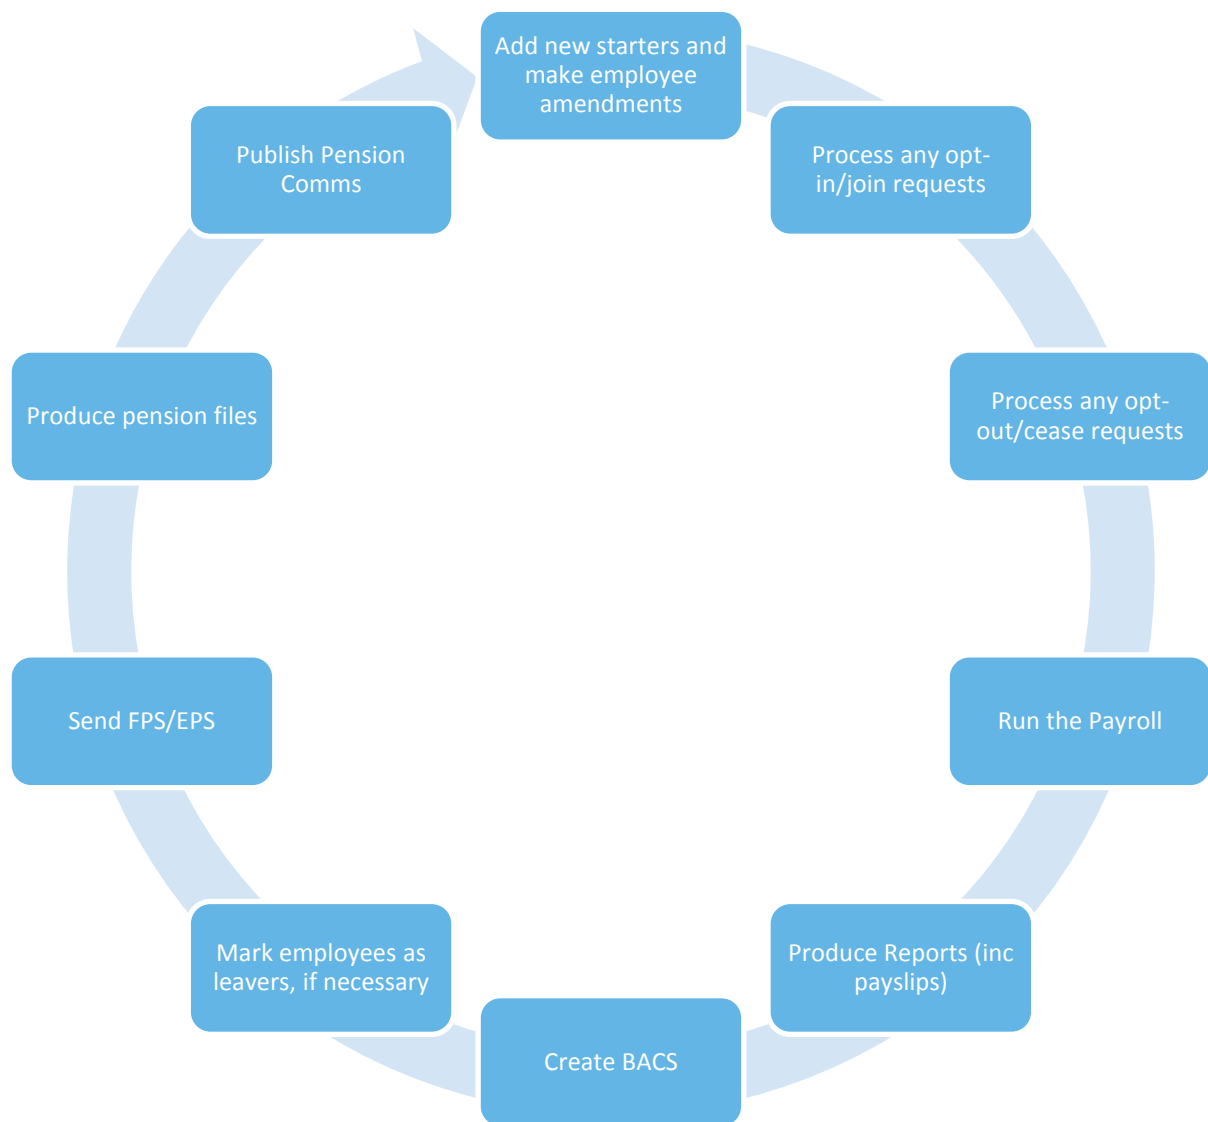 Add new starters and
make employee
amendments
Process any opt-
in/join requests
Process any opt-
out/cease requests
Run the Payroll
Produce Reports (inc
payslips)
Create BACS
Mark employees as
leavers, if necessary
Send FPS/EPS
Produce pension files
Publish Pension
Comms